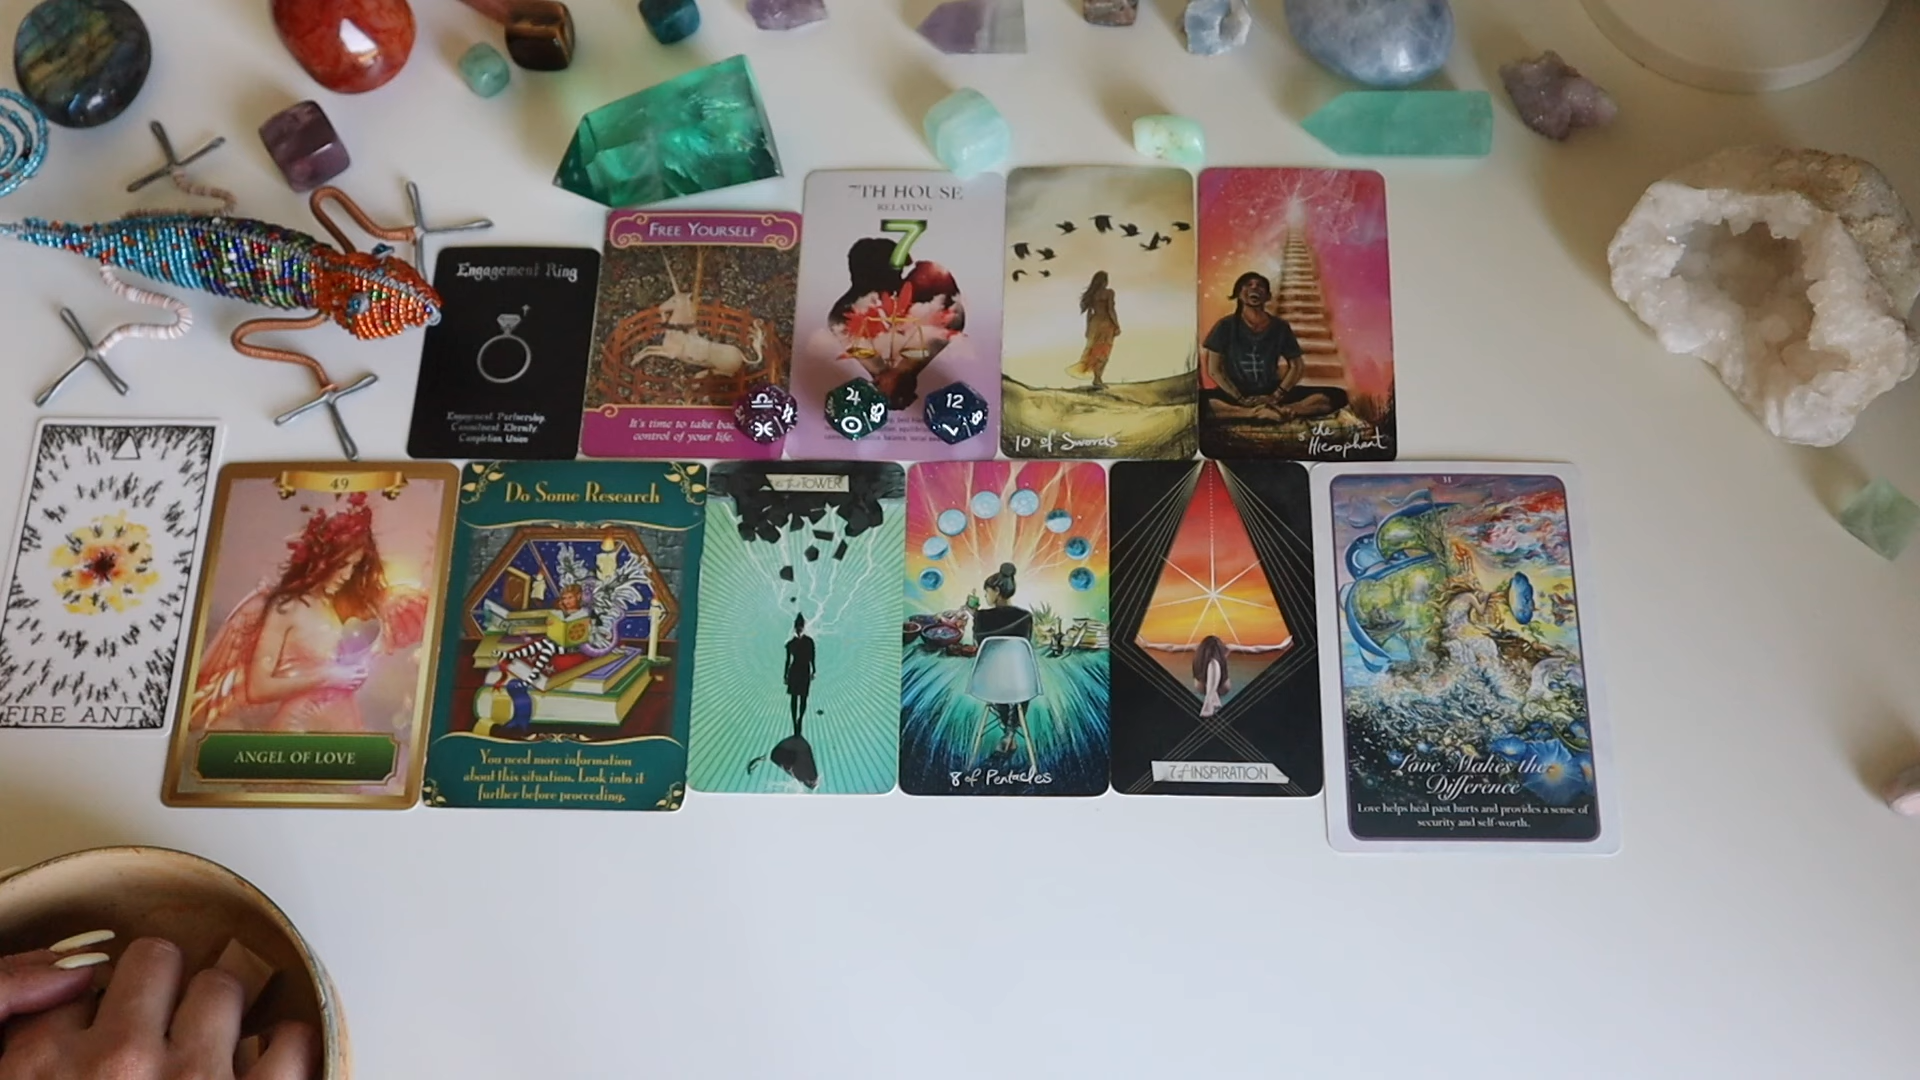 Engagement Ring
Engagement, Partnership,
Commitment, Eternity
Completion, Union
FREE YOURSELF
It's time to take
control of your life.
7TH HOUSE
RELATING
7
12
7
10 of Swords
5 the
Hierophant
FIRE ANT
49
ANGEL OF LOVE
Do Some Research
You need more information
about this situation. Look into it
further before proceeding.
the TOWER
8 of Pentacles
7 of INSPIRATION
Love Makes the
Difference
Love helps heal past hurts and provides a sense of
security and self-worth.